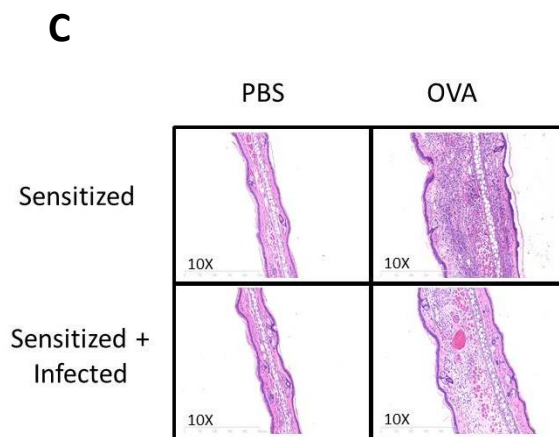 C
PBS
OVA
Sensitized
10X
10X
Sensitized +
Infected
10X
10X